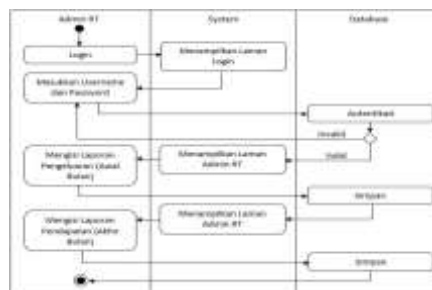 Admin RT
System
Database
Login
Menampilkan Laman
Login
Masukkan Username
dan Password
Autentikasi
Invalid
Valid
Mengisi Laporan
Pengeluaran (Awal
Bulan)
Menampilkan Laman
Admin RT
Simpan
Mengisi Laporan
Pendapatan (Akhir
Bulan)
Menampilkan Laman
Admin RT
Simpan